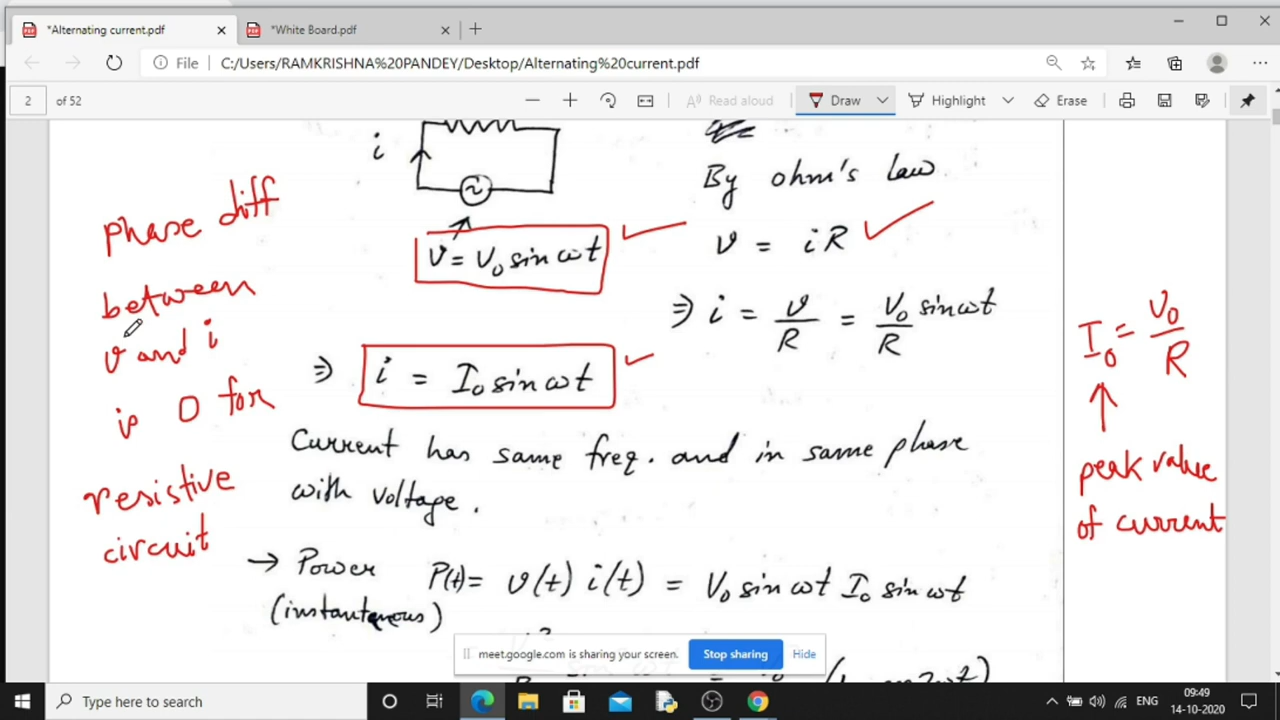 *Alternating current.pdf
*White Board.pdf
File
C:/Users/RAMKRISHNA%20PANDEY/Desktop/Alternating%20current.pdf
2 of 52
Read aloud
Draw
Highlight
Erase
i
By ohm's law
phase diff
between
v and i
is 0 for
resistive
circuit
v = V₀ sin ωt
v = iR
⇒ i = v/R = V₀/R sin ωt
⇒ i = I₀ sin ωt
I₀ = V₀/R
peak value
of current
Current has same freq. and in same phase
with voltage.
→ Power P(t) = v(t) i(t) = V₀ sin ωt I₀ sin ωt
(instantenous)
meet.google.com is sharing your screen.
Stop sharing
Hide
Type here to search
ENG
09:49
14-10-2020